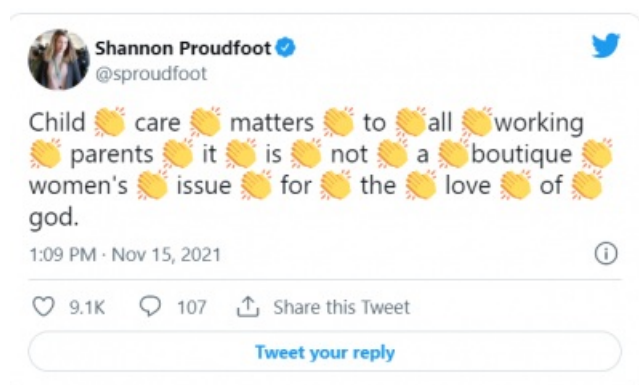 Shannon Proudfoot
@sproudfoot
Child 👏 care 👏 matters 👏 to 👏all 👏working
👏 parents 👏 it 👏 is 👏 not 👏 a 👏boutique 👏
women's 👏 issue 👏 for 👏 the 👏 love 👏 of 👏
god.
1:09 PM · Nov 15, 2021
9.1K 107 Share this Tweet
Tweet your reply